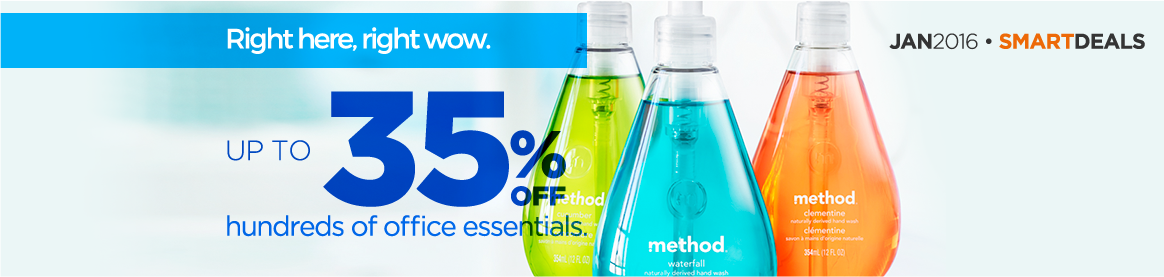 Right here, right wow.
JAN2016 • SMARTDEALS
UP TO 35% OFF
hundreds of office essentials.
method
method
waterfall
naturally derived hand wash
method
clementine
naturally derived hand wash
clémentine
savon à mains d'origine naturelle
354mL (12 FL OZ)